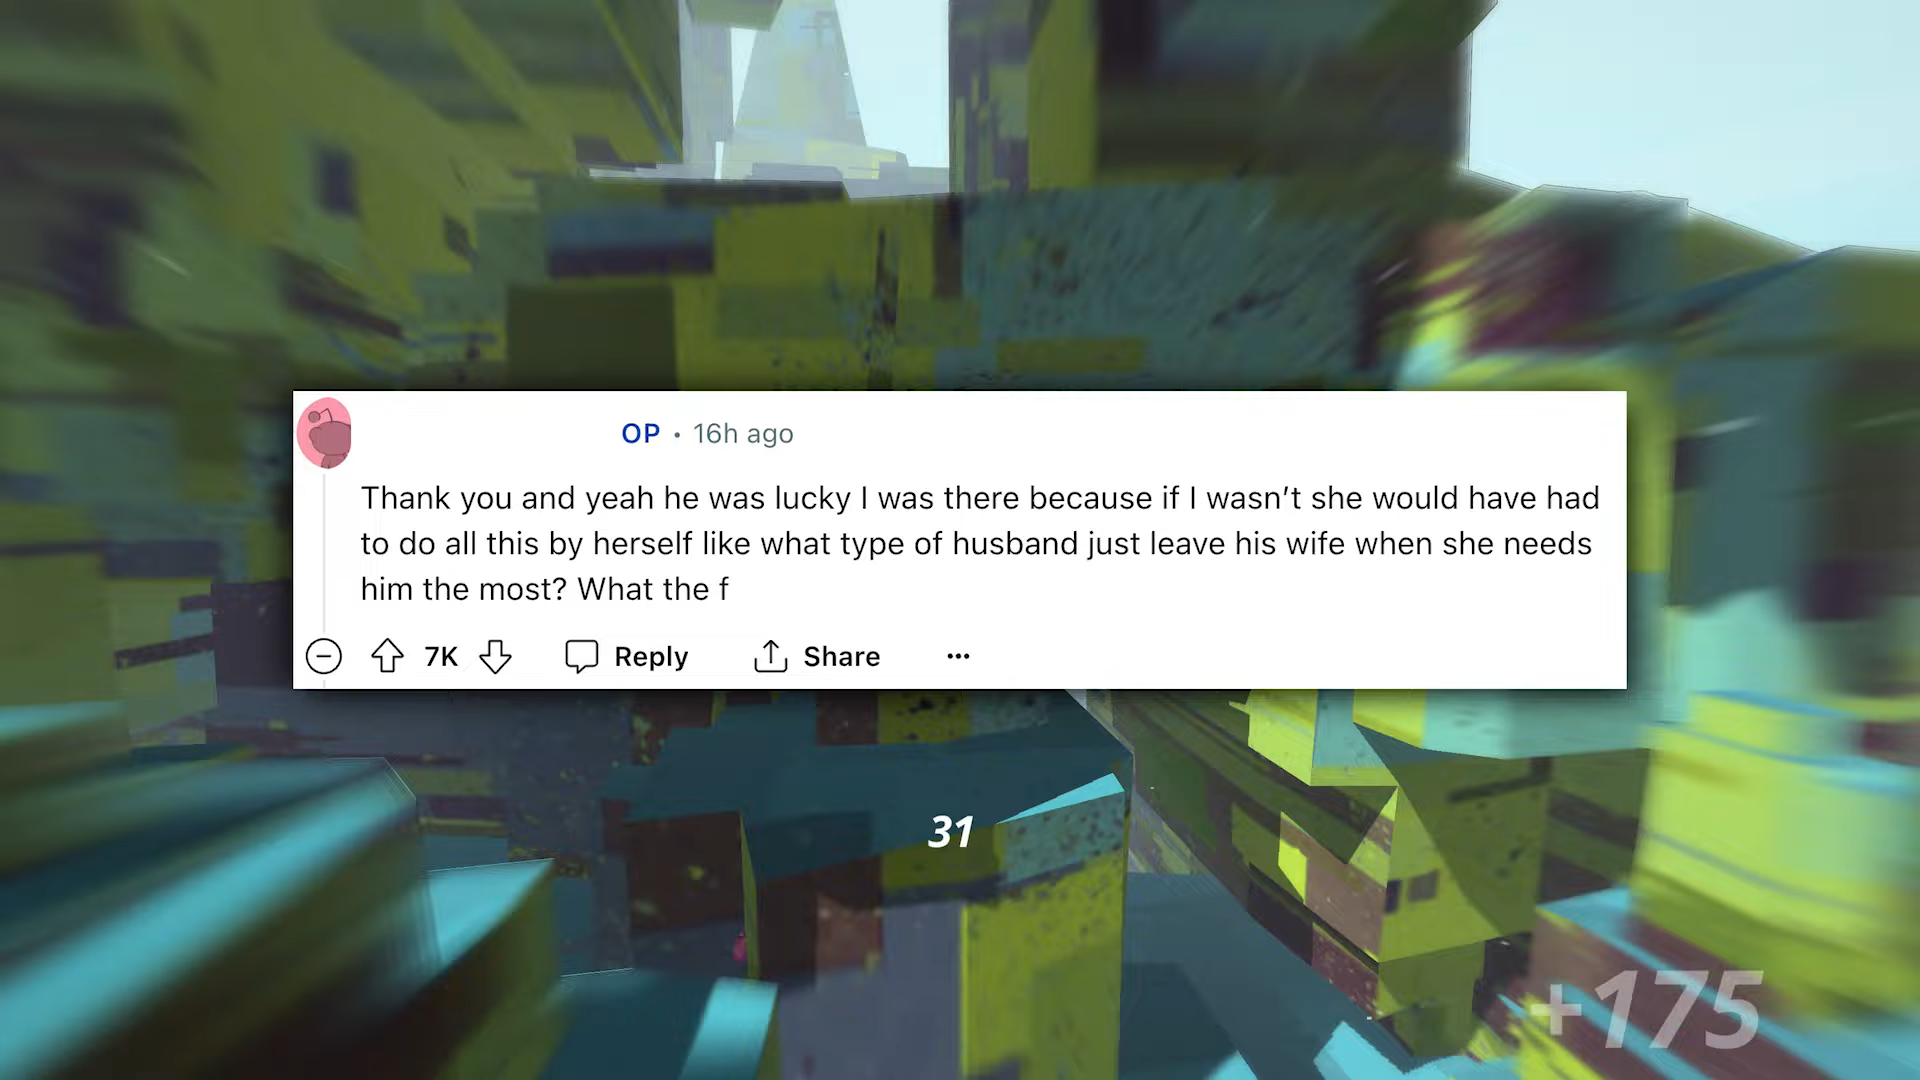 OP • 16h ago
Thank you and yeah he was lucky I was there because if I wasn’t she would have had
to do all this by herself like what type of husband just leave his wife when she needs
him the most? What the f
7K Reply Share ···
31
+175